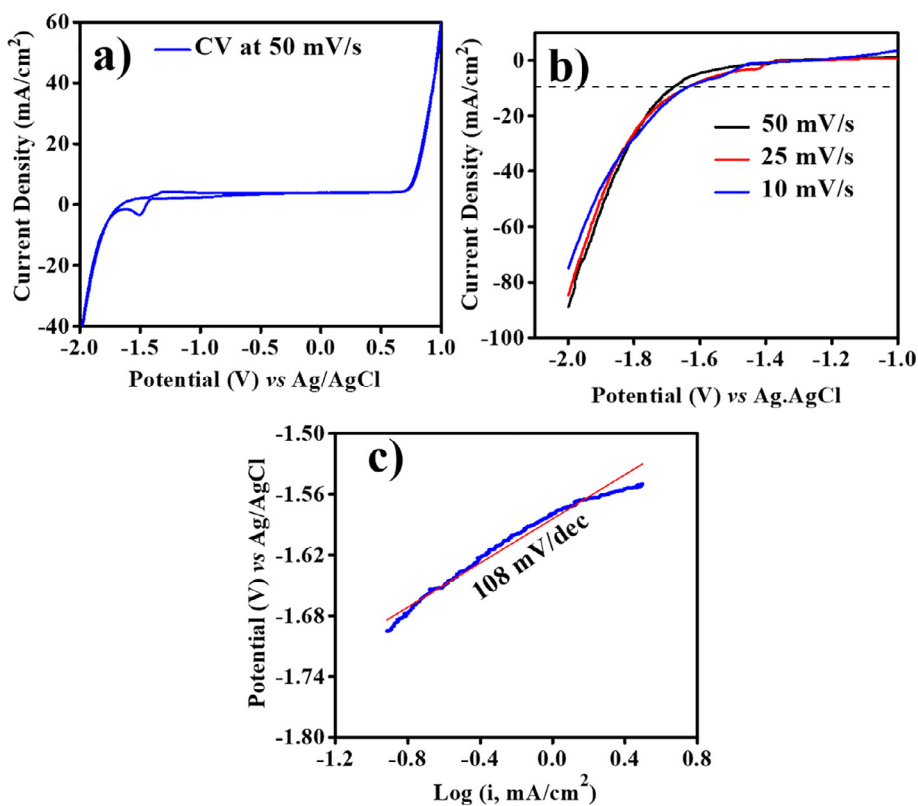 a)
CV at 50 mV/s
Current Density (mA/cm²)
60
40
20
0
-20
-40
-2.0 -1.5 -1.0 -0.5 0.0 0.5 1.0
Potential (V) vs Ag/AgCl
b)
50 mV/s
25 mV/s
10 mV/s
Current Density (mA/cm²)
0
-20
-40
-60
-80
-100
-2.0 -1.8 -1.6 -1.4 -1.2 -1.0
Potential (V) vs Ag.AgCl
c)
108 mV/dec
Potential (V) vs Ag/AgCl
-1.50
-1.56
-1.62
-1.68
-1.74
-1.80
-1.2 -0.8 -0.4 0.0 0.4 0.8
Log (i, mA/cm²)